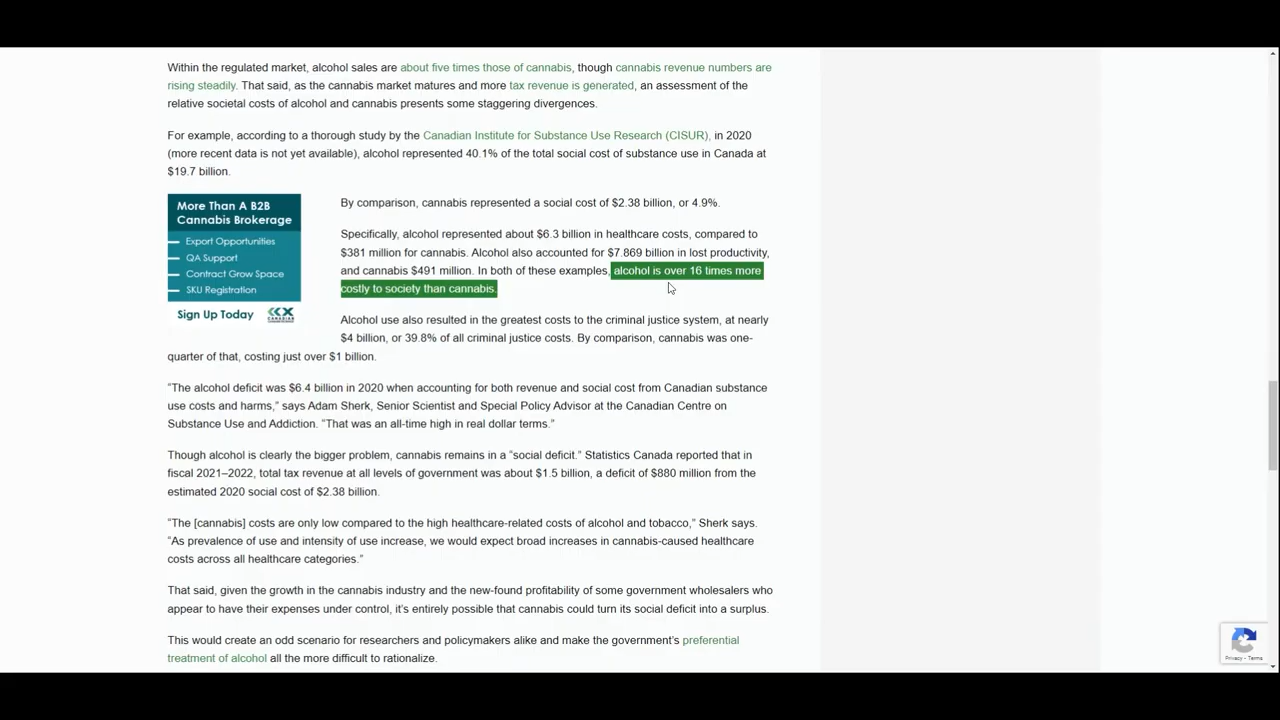 Within the regulated market, alcohol sales are about five times those of cannabis, though cannabis revenue numbers are
rising steadily. That said, as the cannabis market matures and more tax revenue is generated, an assessment of the
relative societal costs of alcohol and cannabis presents some staggering divergences.
For example, according to a thorough study by the Canadian Institute for Substance Use Research (CISUR), in 2020
(more recent data is not yet available), alcohol represented 40.1% of the total social cost of substance use in Canada at
$19.7 billion.
More Than A B2B
Cannabis Brokerage
Export Opportunities
QA Support
Contract Grow Space
SKU Registration
Sign Up Today
CCX
CANADIAN
By comparison, cannabis represented a social cost of $2.38 billion, or 4.9%.
Specifically, alcohol represented about $6.3 billion in healthcare costs, compared to
$381 million for cannabis. Alcohol also accounted for $7.869 billion in lost productivity,
and cannabis $491 million. In both of these examples, alcohol is over 16 times more
costly to society than cannabis.
Alcohol use also resulted in the greatest costs to the criminal justice system, at nearly
$4 billion, or 39.8% of all criminal justice costs. By comparison, cannabis was one-
quarter of that, costing just over $1 billion.
“The alcohol deficit was $6.4 billion in 2020 when accounting for both revenue and social cost from Canadian substance
use costs and harms,” says Adam Sherk, Senior Scientist and Special Policy Advisor at the Canadian Centre on
Substance Use and Addiction. “That was an all-time high in real dollar terms.”
Though alcohol is clearly the bigger problem, cannabis remains in a “social deficit.” Statistics Canada reported that in
fiscal 2021–2022, total tax revenue at all levels of government was about $1.5 billion, a deficit of $880 million from the
estimated 2020 social cost of $2.38 billion.
“The [cannabis] costs are only low compared to the high healthcare-related costs of alcohol and tobacco,” Sherk says.
“As prevalence of use and intensity of use increase, we would expect broad increases in cannabis-caused healthcare
costs across all healthcare categories.”
That said, given the growth in the cannabis industry and the new-found profitability of some government wholesalers who
appear to have their expenses under control, it’s entirely possible that cannabis could turn its social deficit into a surplus.
This would create an odd scenario for researchers and policymakers alike and make the government’s preferential
treatment of alcohol all the more difficult to rationalize.
Privacy - Terms